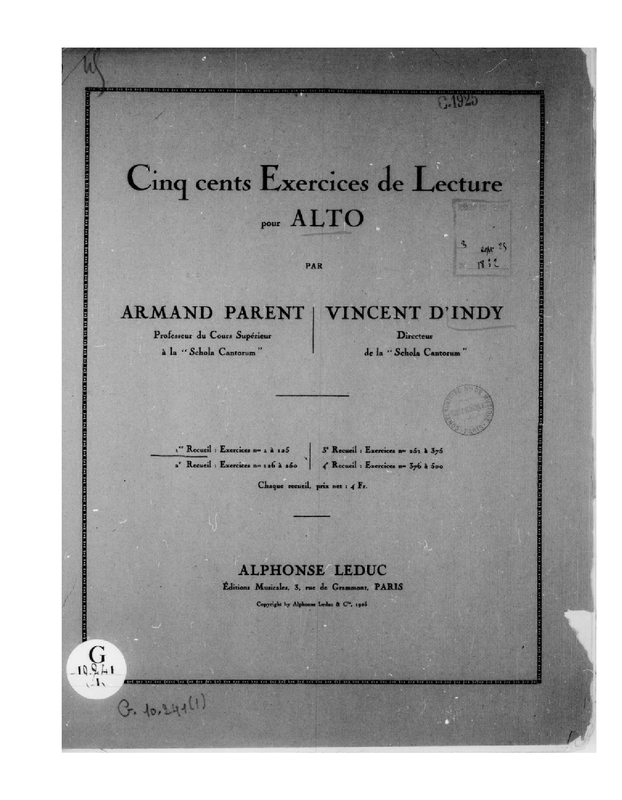 C.1925
Cinq cents Exercices de Lecture
pour ALTO
PAR
ARMAND PARENT
Professeur du Cours Supérieur
à la "Schola Cantorum"
VINCENT D'INDY
Directeur
de la "Schola Cantorum"
1er Recueil : Exercices nos 1 à 125
2e Recueil : Exercices nos 126 à 250
3e Recueil : Exercices nos 251 à 375
4e Recueil : Exercices nos 376 à 500
Chaque recueil, prix net : 4 Fr.
ALPHONSE LEDUC
Éditions Musicales, 3, rue de Grammont, PARIS
Copyright by Alphonse Leduc & Cie, 1925
G
10.241
(1)
G. 10.241(1)